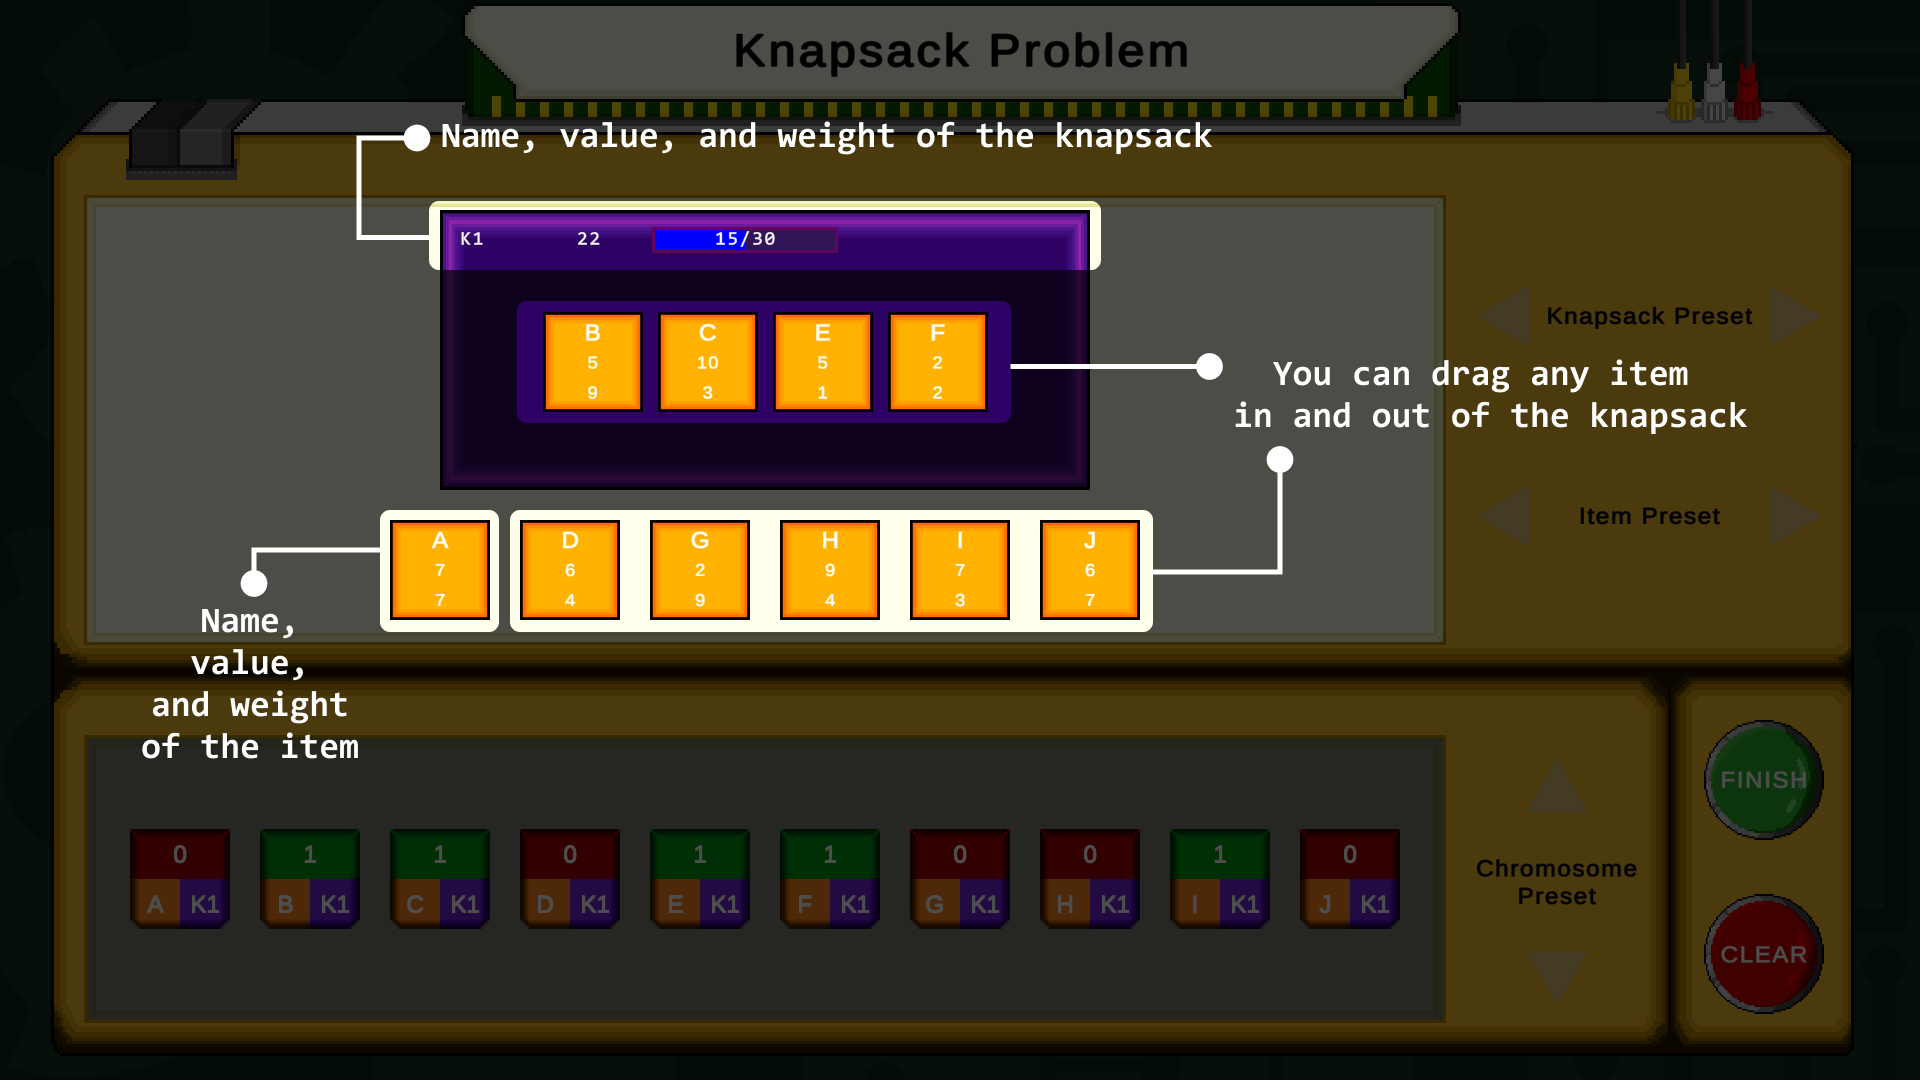 Knapsack Problem
Name, value, and weight of the knapsack
K1 22 15/30
B C E F
5 10 5 2
9 3 1 2
Knapsack Preset
You can drag any item
in and out of the knapsack
Item Preset
A D G H I J
7 6 2 9 7 6
7 4 9 4 3 7
Name,
value,
and weight
of the item
0 1 1 0 1 1 0 0 1 0
A K1 B K1 C K1 D K1 E K1 F K1 G K1 H K1 I K1 J K1
Chromosome
Preset
FINISH
CLEAR